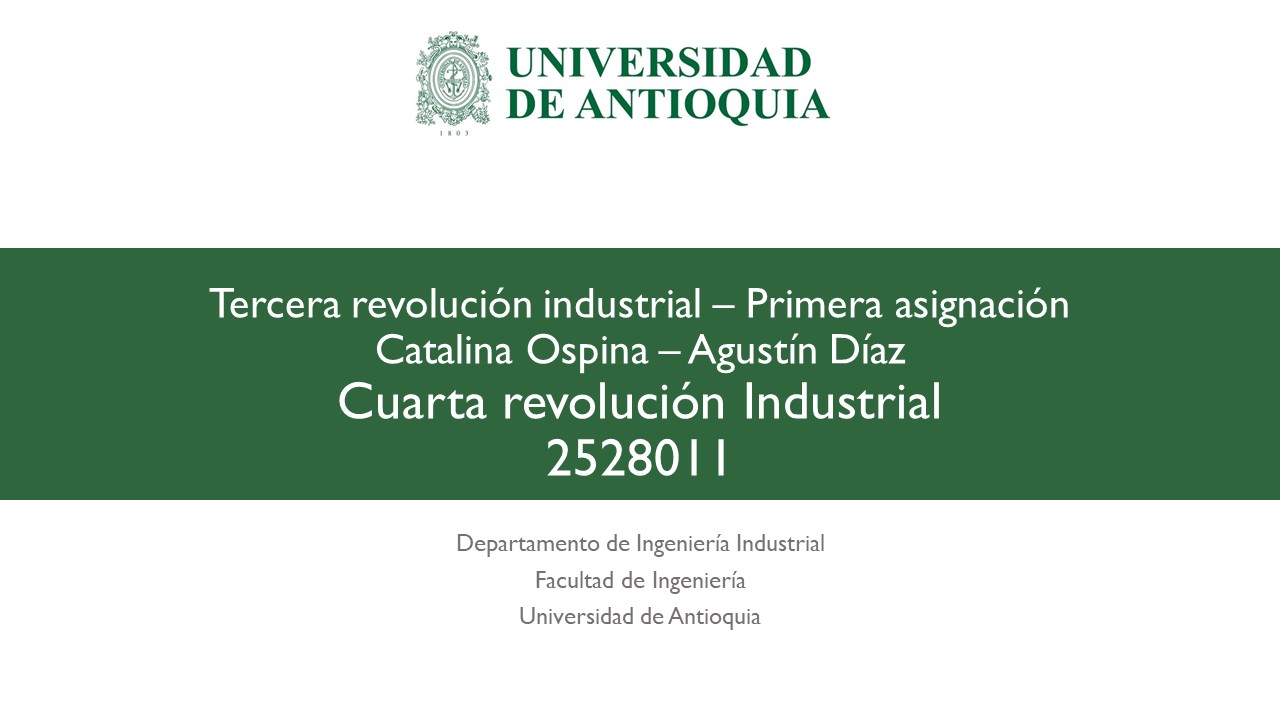 UNIVERSIDAD
DE ANTIOQUIA
1803
Tercera revolución industrial – Primera asignación
Catalina Ospina – Agustín Díaz
Cuarta revolución Industrial
2528011
Departamento de Ingeniería Industrial
Facultad de Ingeniería
Universidad de Antioquia